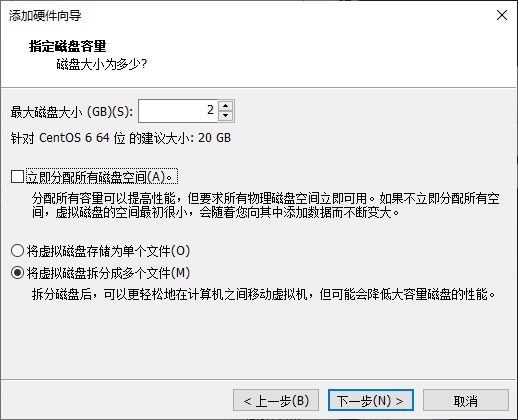 添加硬件向导
指定磁盘容量
磁盘大小为多少?
最大磁盘大小 (GB)(S): 2
针对 CentOS 6 64 位 的建议大小: 20 GB
立即分配所有磁盘空间(A)。
分配所有容量可以提高性能，但要求所有物理磁盘空间立即可用。如果不立即分配所有空
间，虚拟磁盘的空间最初很小，会随着您向其中添加数据而不断变大。
将虚拟磁盘存储为单个文件(O)
将虚拟磁盘拆分成多个文件(M)
拆分磁盘后，可以更轻松地在计算机之间移动虚拟机，但可能会降低大容量磁盘的性能。
< 上一步(B) 下一步(N) > 取消